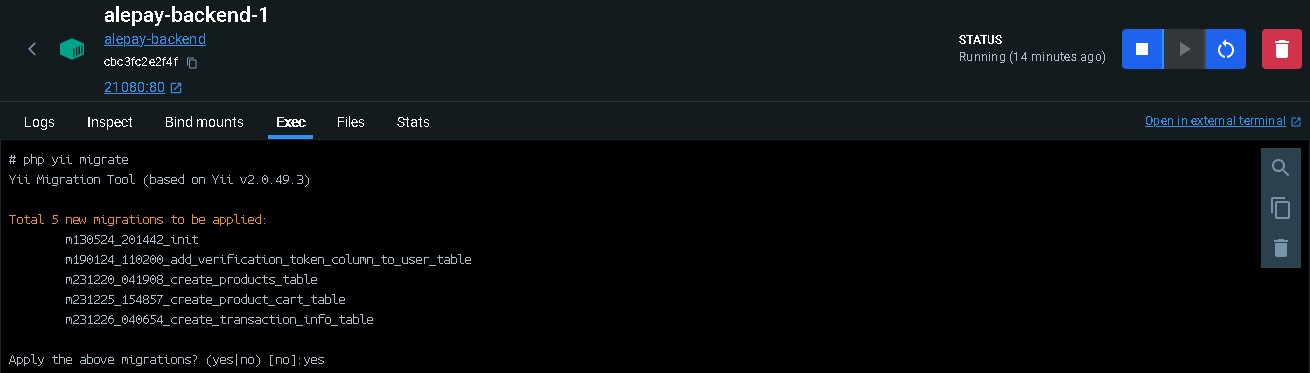 alepay-backend-1
alepay-backend
cbc3fc2e2f4f
21080:80
STATUS
Running (14 minutes ago)
Logs Inspect Bind mounts Exec Files Stats
Open in external terminal
# php yii migrate
Yii Migration Tool (based on Yii v2.0.49.3)
Total 5 new migrations to be applied:
m130524_201442_init
m190124_110200_add_verification_token_column_to_user_table
m231220_041908_create_products_table
m231225_154857_create_product_cart_table
m231226_040654_create_transaction_info_table
Apply the above migrations? (yes|no) [no]:yes